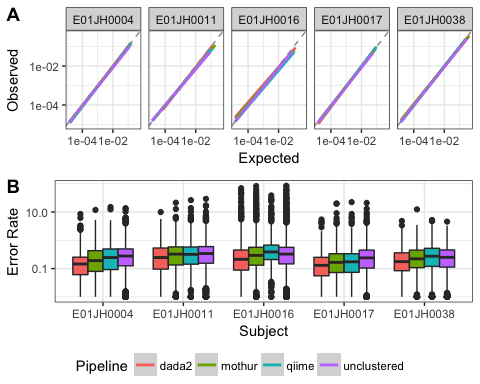 A
E01JH0004 E01JH0011 E01JH0016 E01JH0017 E01JH0038
Observed
1e-02
1e-04
1e-041e-02 1e-041e-02 1e-041e-02 1e-041e-02 1e-041e-02
Expected
B
Error Rate
10.0
0.1
E01JH0004 E01JH0011 E01JH0016 E01JH0017 E01JH0038
Subject
Pipeline dada2 mothur qiime unclustered